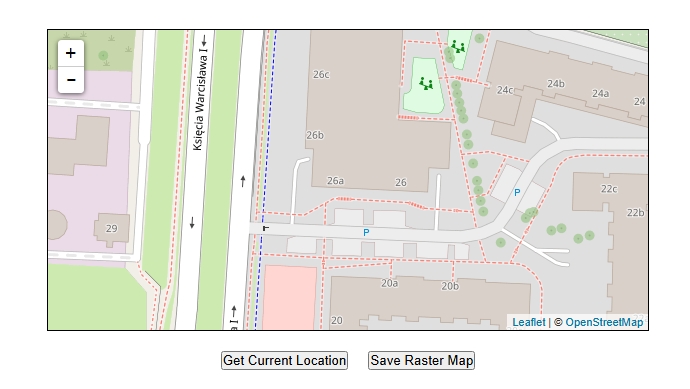 +
−
Księcia Warcisława I
26c
24c
24b
24a
24
26b
26a
26
P
22c
22b
29
P
20a
20b
20
a I
Leaflet | © OpenStreetMap
Get Current Location
Save Raster Map